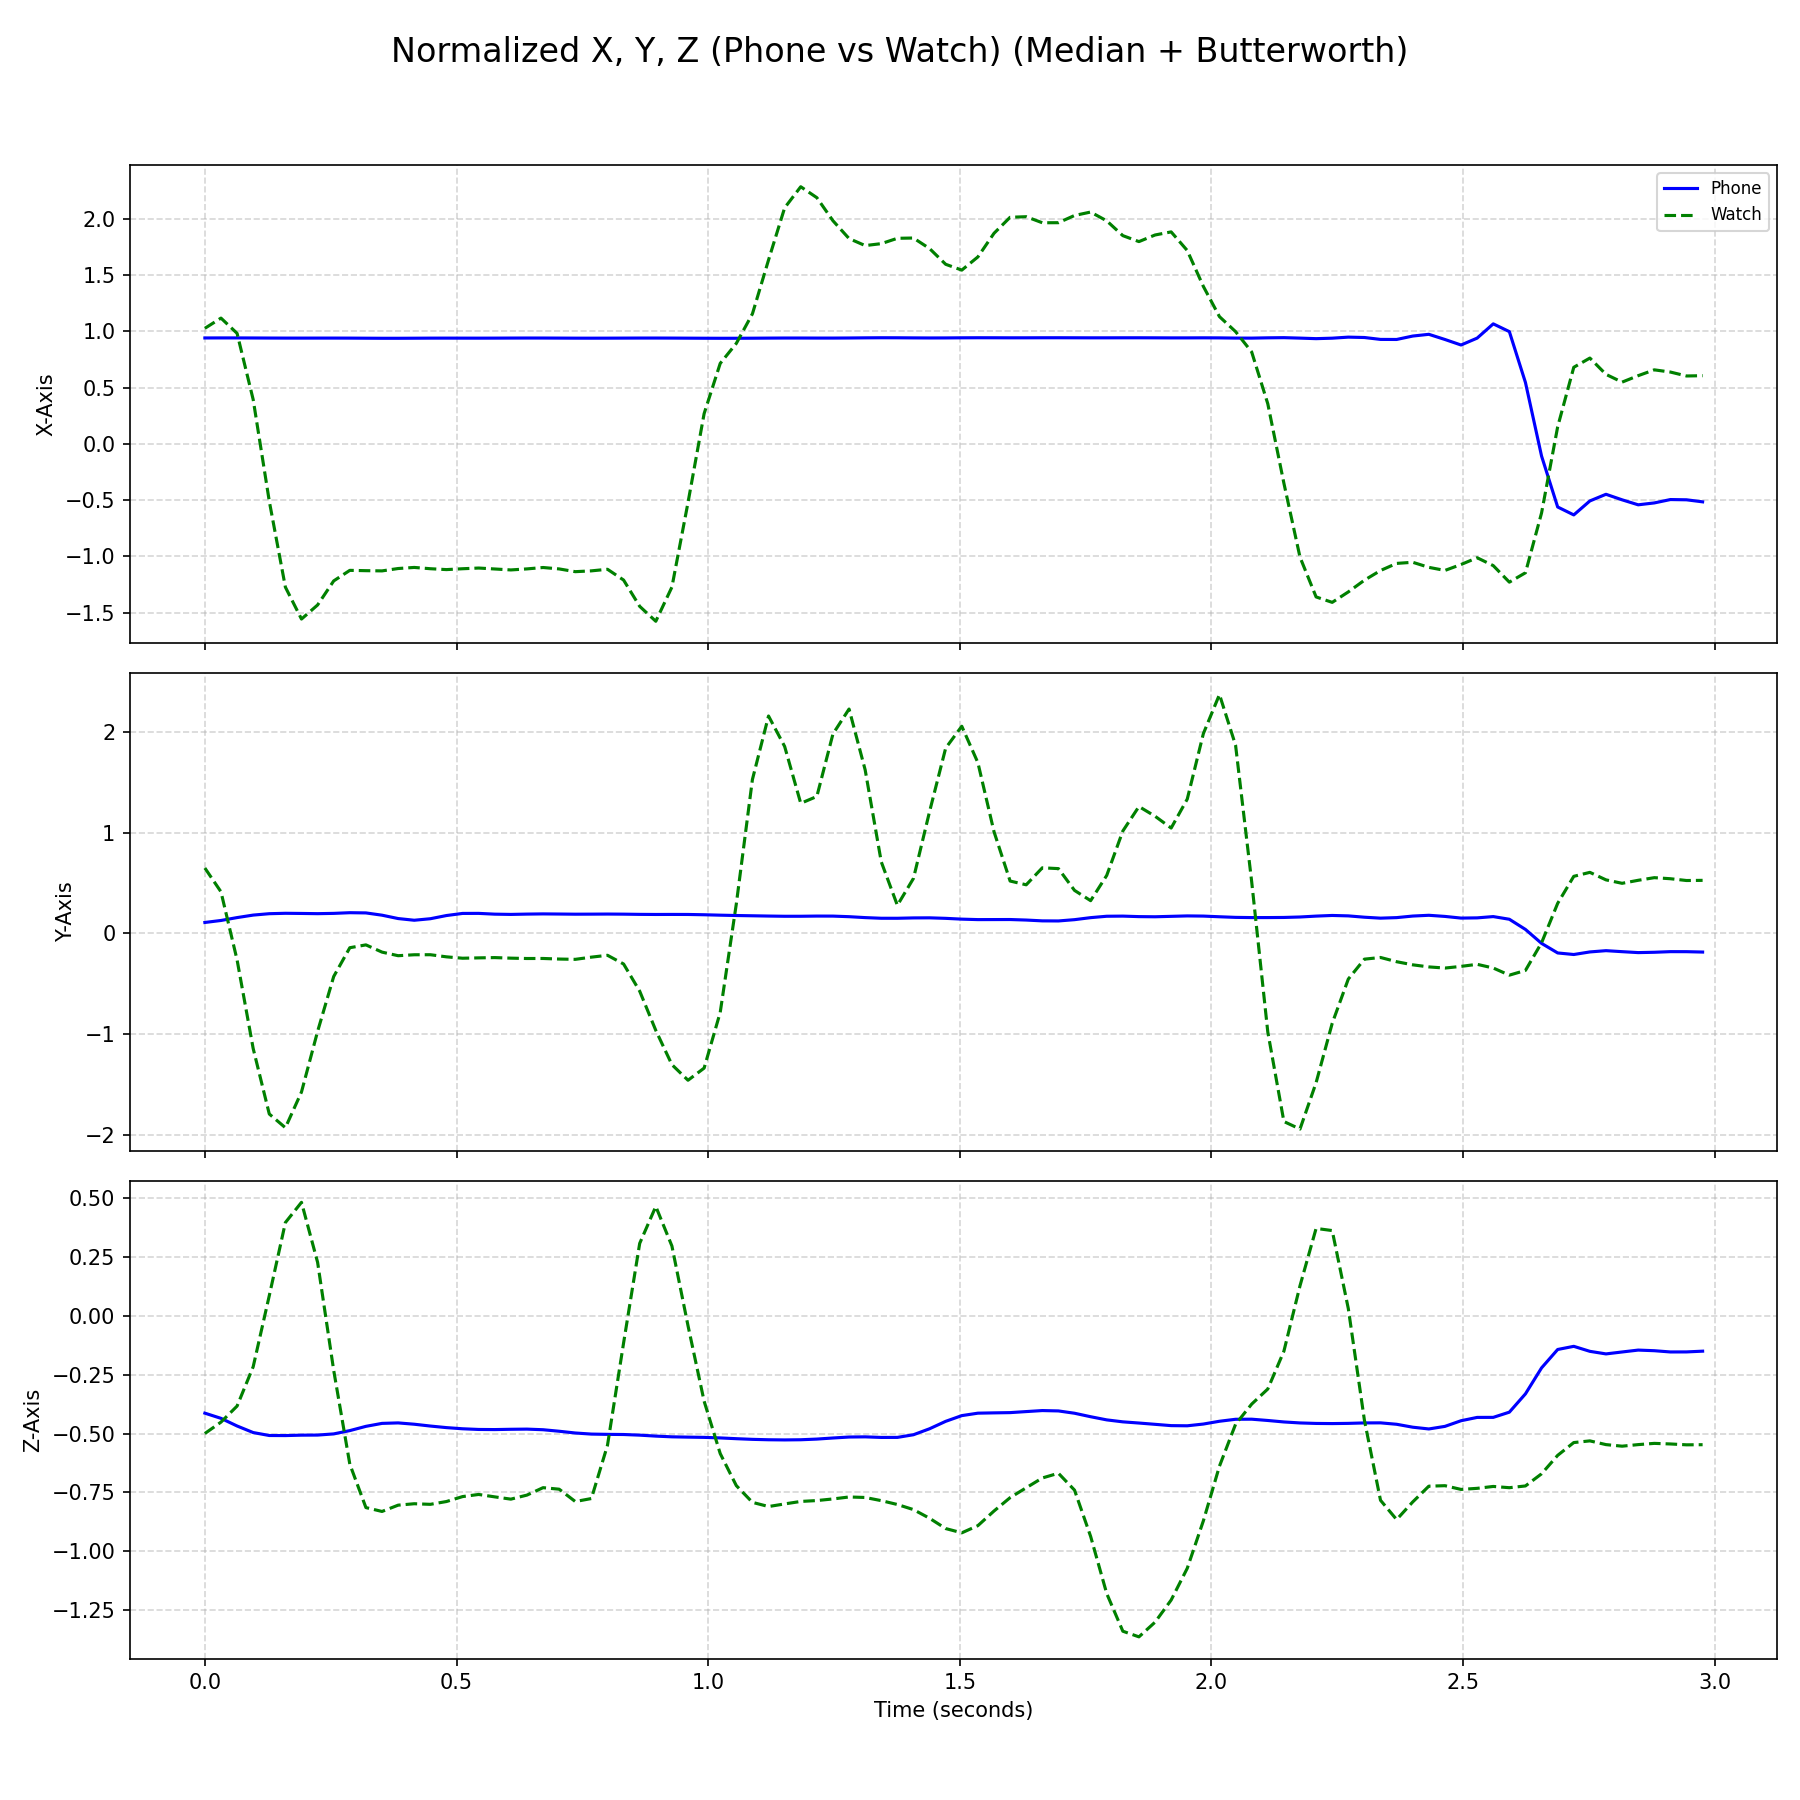 Normalized X, Y, Z (Phone vs Watch) (Median + Butterworth)
Phone
Watch
X-Axis
2.0
1.5
1.0
0.5
0.0
−0.5
−1.0
−1.5
Y-Axis
2
1
0
−1
−2
Z-Axis
0.50
0.25
0.00
−0.25
−0.50
−0.75
−1.00
−1.25
0.0 0.5 1.0 1.5 2.0 2.5 3.0
Time (seconds)